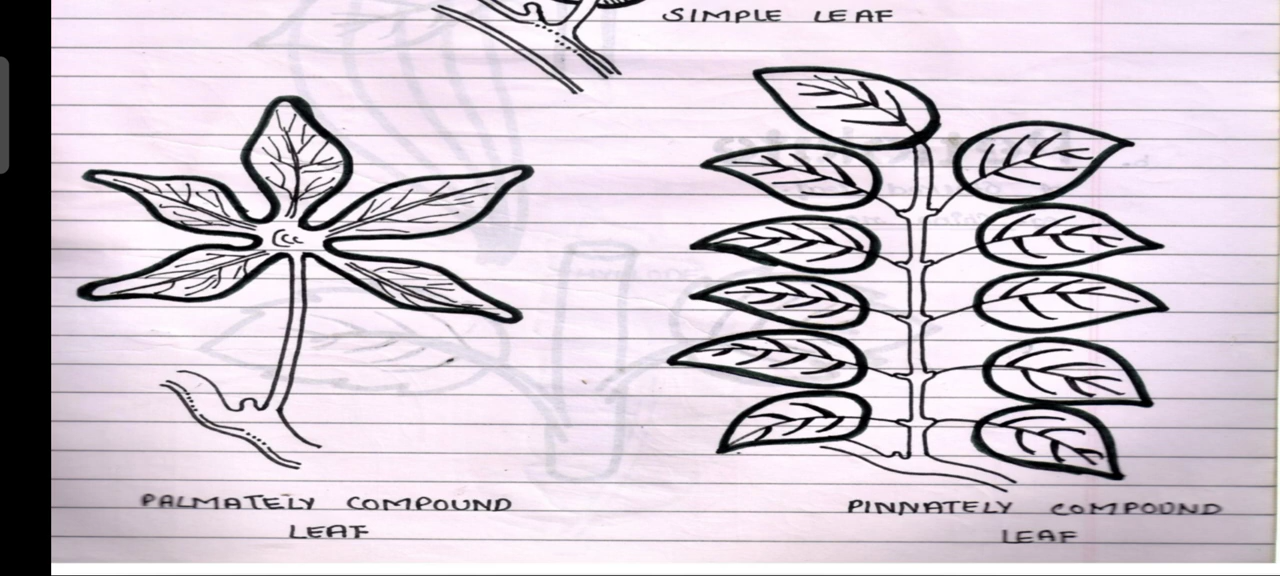 SIMPLE LEAF
PALMATELY COMPOUND
LEAF
PINNATELY COMPOUND
LEAF